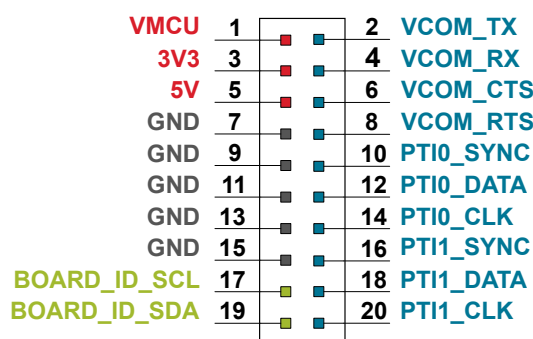 VMCU 1 2 VCOM_TX
3V3 3 4 VCOM_RX
5V 5 6 VCOM_CTS
GND 7 8 VCOM_RTS
GND 9 10 PTI0_SYNC
GND 11 12 PTI0_DATA
GND 13 14 PTI0_CLK
GND 15 16 PTI1_SYNC
BOARD_ID_SCL 17 18 PTI1_DATA
BOARD_ID_SDA 19 20 PTI1_CLK